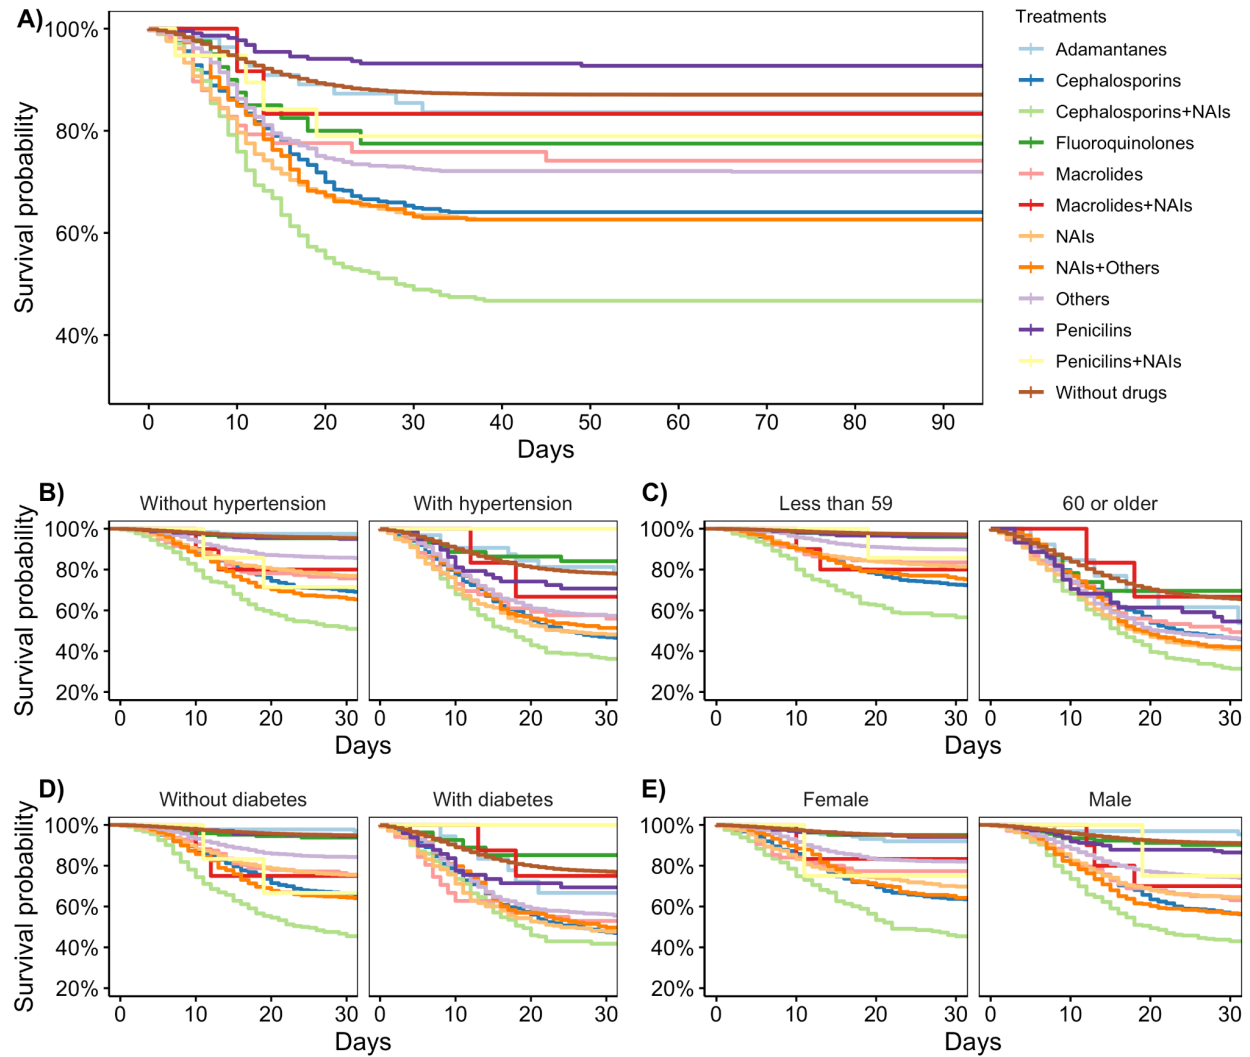 A)
100%
80%
60%
40%
Survival probability
0 10 20 30 40 50 60 70 80 90
Days
Treatments
Adamantanes
Cephalosporins
Cephalosporins+NAIs
Fluoroquinolones
Macrolides
Macrolides+NAIs
NAIs
NAIs+Others
Others
Penicilins
Penicilins+NAIs
Without drugs
B)
Without hypertension With hypertension
100%
80%
60%
40%
20%
Survival probability
0 10 20 30 0 10 20 30
Days
C)
Less than 59 60 or older
100%
80%
60%
40%
20%
0 10 20 30 0 10 20 30
Days
D)
Without diabetes With diabetes
100%
80%
60%
40%
20%
Survival probability
0 10 20 30 0 10 20 30
Days
E)
Female Male
100%
80%
60%
40%
20%
0 10 20 30 0 10 20 30
Days